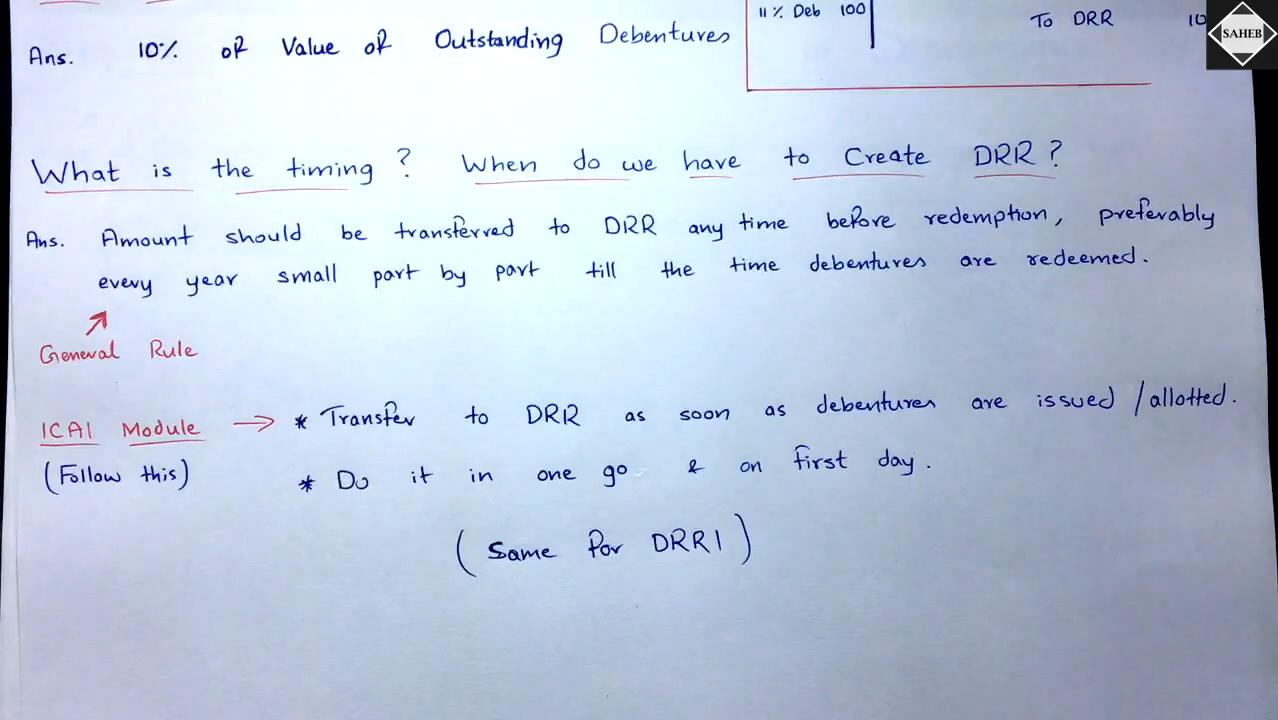 11 % Deb 100
To DRR 10
SAHEB
Ans. 10% of Value of Outstanding Debentures
What is the timing ? When do we have to Create DRR ?
Ans. Amount should be transferred to DRR any time before redemption, preferably
every year small part by part till the time debentures are redeemed.
General Rule
ICAI Module → * Transfer to DRR as soon as debentures are issued / allotted.
(Follow this) * Do it in one go & on first day.
(Same for DRRI)